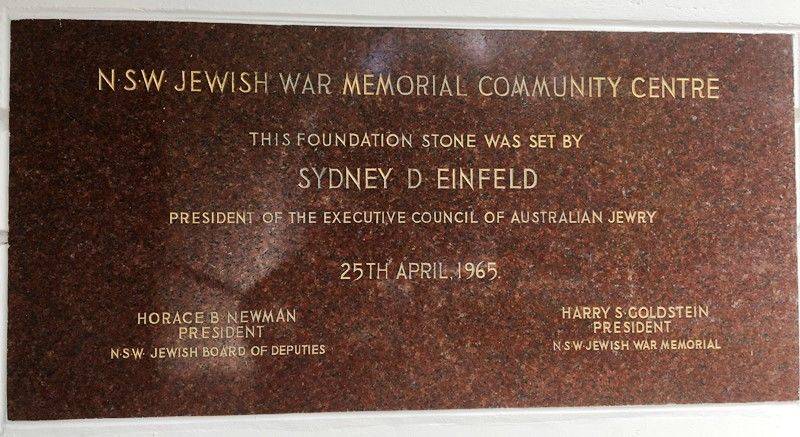 N·S·W· JEWISH WAR MEMORIAL COMMUNITY CENTRE
THIS FOUNDATION STONE WAS SET BY
SYDNEY D· EINFELD
PRESIDENT OF THE EXECUTIVE COUNCIL OF AUSTRALIAN JEWRY
25TH APRIL, 1965.
HORACE B· NEWMAN
PRESIDENT
N·S·W· JEWISH BOARD OF DEPUTIES
HARRY S· GOLDSTEIN
PRESIDENT
N·S·W· JEWISH WAR MEMORIAL